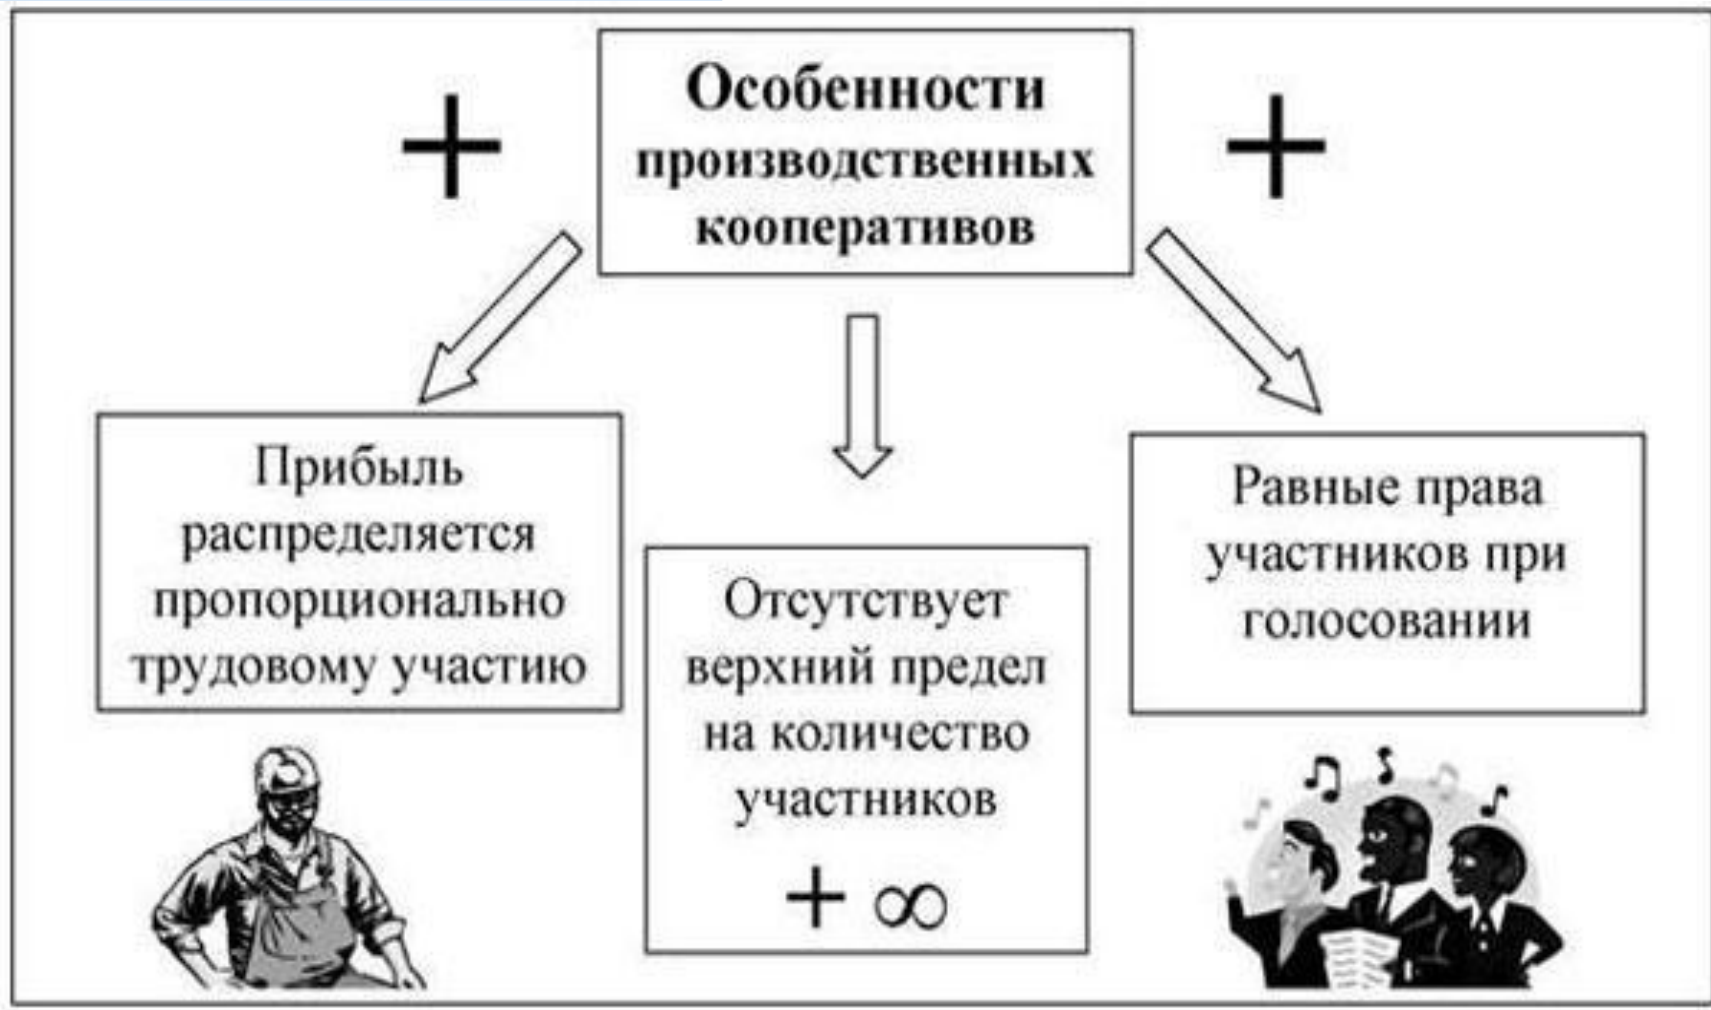 +
+
Особенности
производственных
кооперативов
Прибыль
распределяется
пропорционально
трудовому участию
Отсутствует
верхний предел
на количество
участников
+ ∞
Равные права
участников при
голосовании